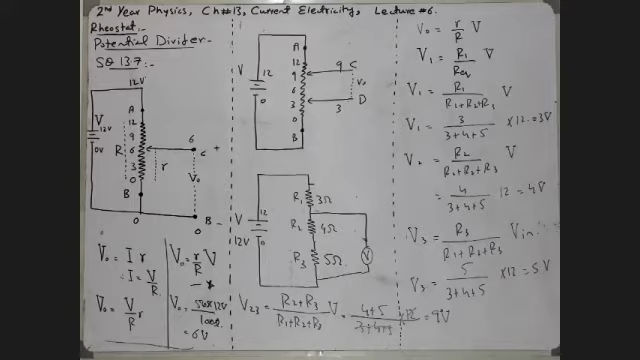 2nd Year Physics, Ch#13, Current Electricity, Lecture #6.
Rheostat.
Potential Divider.
SQ 13.7 :-
12V
A
V
12V
0V
12
9
6
3
0
R
r
6
C +
V₀
B
0
0
B -
V₀ = I r
∴ I = V/R
V₀ = V/R r
V₀ = r/R V
= 6V
A
V
12
0
12
9
6
3
0
B
9 C
V₀
3 D
V
12V
12
0
R₁ 3Ω
R₂ 4Ω
R₃ 5Ω
V
V₂₃ = R₂+R₃ / R₁+R₂+R₃ V = 4+5 / 3+4+5 ×12 = 9V
V₀ = r/R V
V₁ = R₁/Req V
V₁ = R₁ / R₁+R₂+R₃ V
V₁ = 3 / 3+4+5 ×12 = 3V
V₂ = R₂ / R₁+R₂+R₃ V
= 4 / 3+4+5 12 = 4V
V₃ = R₃ / R₁+R₂+R₃ Vin
V₃ = 5 / 3+4+5 ×12 = 5V